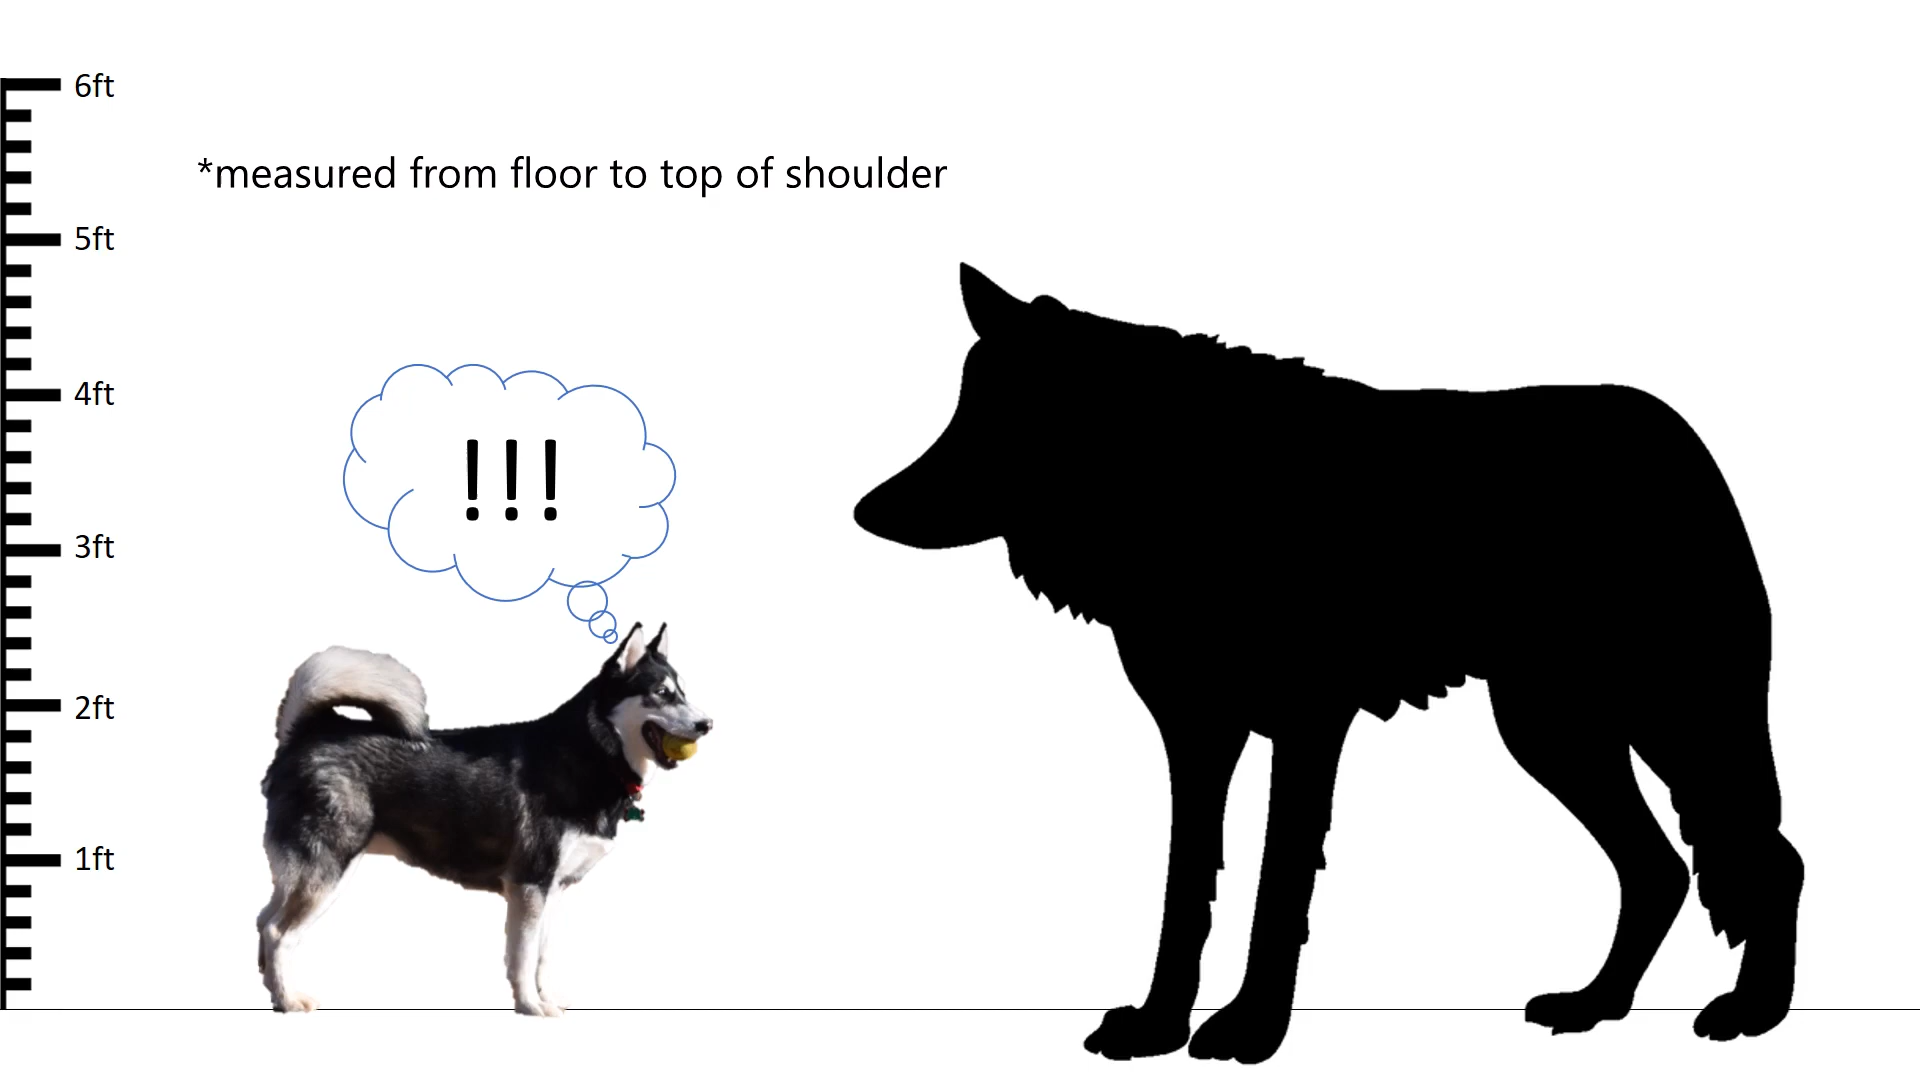 6ft
*measured from floor to top of shoulder
5ft
4ft
!!!
3ft
2ft
1ft